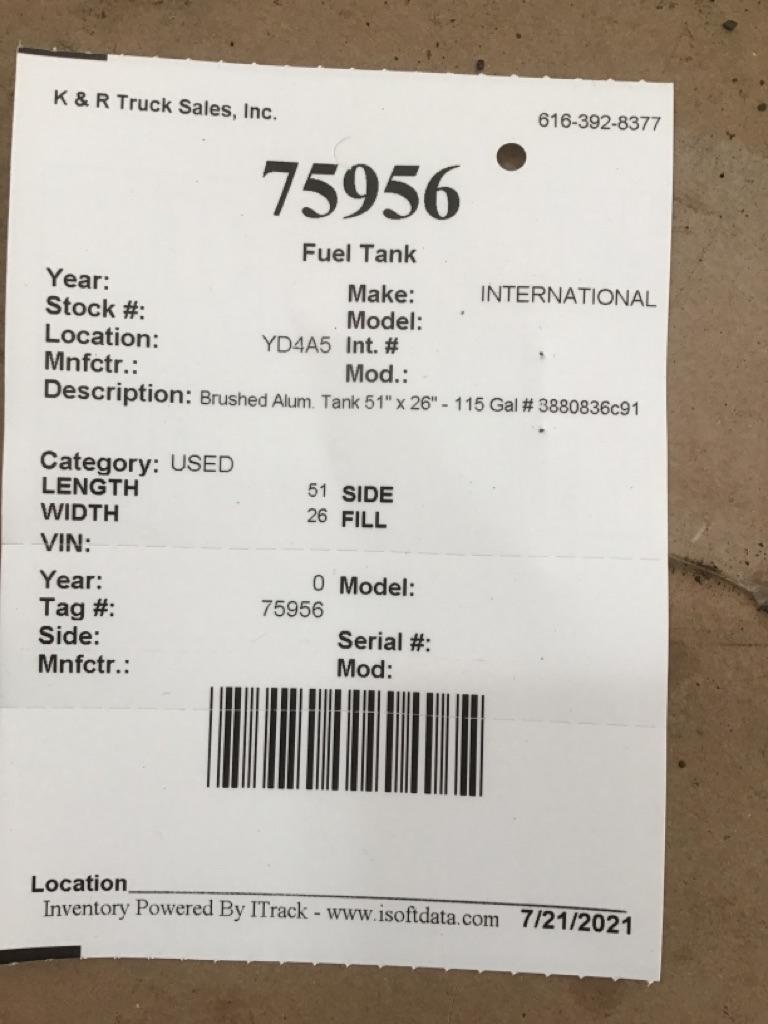 K & R Truck Sales, Inc. 616-392-8377
75956
Fuel Tank
Year: Make: INTERNATIONAL
Stock #: Model:
Location: YD4A5 Int. #
Mnfctr.: Mod.:
Description: Brushed Alum. Tank 51" x 26" - 115 Gal # 3880836c91
Category: USED
LENGTH 51 SIDE
WIDTH 26 FILL
VIN:
Year: 0 Model:
Tag #: 75956
Side: Serial #:
Mnfctr.: Mod:
Location
Inventory Powered By ITrack - www.isoftdata.com 7/21/2021